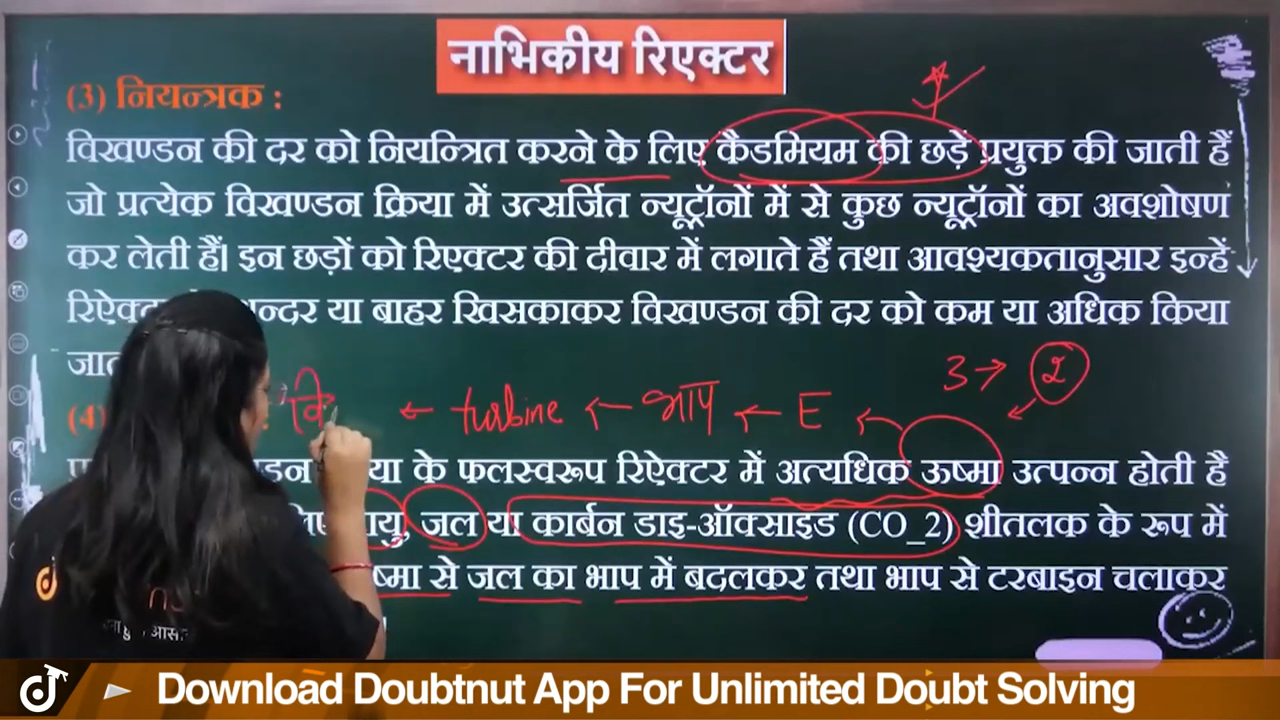 नाभिकीय रिएक्टर
(3) नियन्त्रक :
विखण्डन की दर को नियन्त्रित करने के लिए कैडमियम की छड़ें प्रयुक्त की जाती हैं
जो प्रत्येक विखण्डन क्रिया में उत्सर्जित न्यूट्रॉनों में से कुछ न्यूट्रॉनों का अवशोषण
कर लेती हैं। इन छड़ों को रिएक्टर की दीवार में लगाते हैं तथा आवश्यकतानुसार इन्हें
या बाहर खिसकाकर विखण्डन की दर को कम या अधिक किया
3 → 2
वि ← turbine ← भाप ← E ←
(4) :
के फलस्वरूप रिऐक्टर में अत्यधिक ऊष्मा उत्पन्न होती है
जल या कार्बन डाइ-ऑक्साइड (CO_2) शीतलक के रूप में
से जल का भाप में बदलकर तथा भाप से टरबाइन चलाकर
Download Doubtnut App For Unlimited Doubt Solving